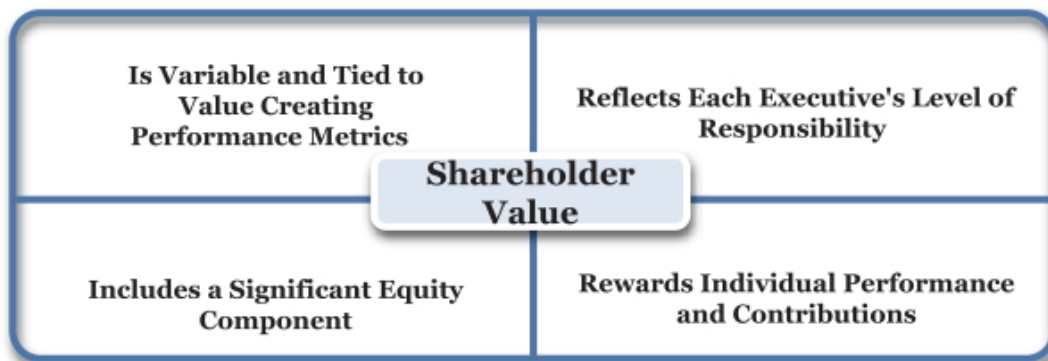 Is Variable and Tied to
Value Creating
Performance Metrics
Reflects Each Executive's Level of
Responsibility
Shareholder
Value
Includes a Significant Equity
Component
Rewards Individual Performance
and Contributions